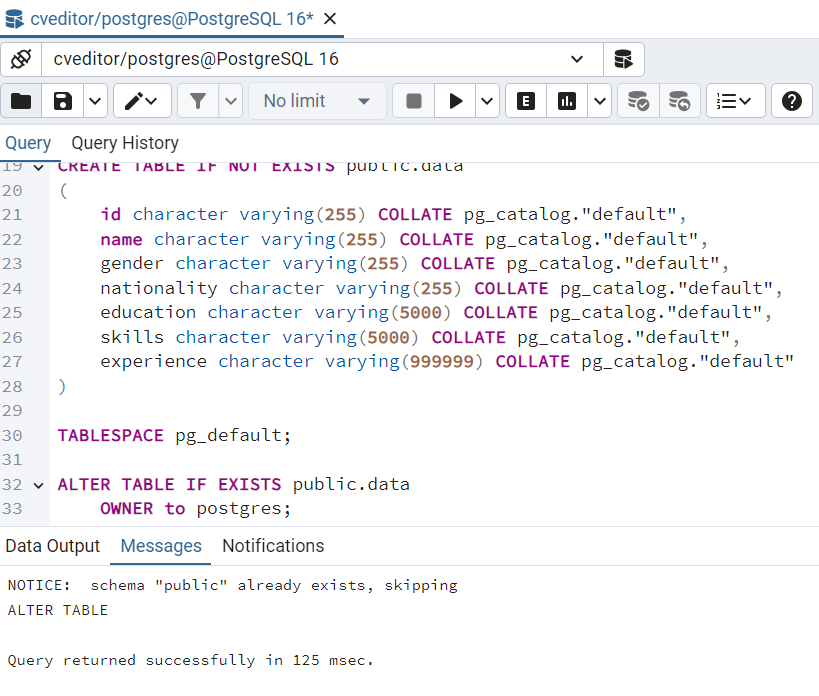 cveditor/postgres@PostgreSQL 16*
cveditor/postgres@PostgreSQL 16
No limit
E
Query Query History
19 CREATE TABLE IF NOT EXISTS public.data
20 (
21 id character varying(255) COLLATE pg_catalog."default",
22 name character varying(255) COLLATE pg_catalog."default",
23 gender character varying(255) COLLATE pg_catalog."default",
24 nationality character varying(255) COLLATE pg_catalog."default",
25 education character varying(5000) COLLATE pg_catalog."default",
26 skills character varying(5000) COLLATE pg_catalog."default",
27 experience character varying(999999) COLLATE pg_catalog."default"
28 )
29
30 TABLESPACE pg_default;
31
32 ALTER TABLE IF EXISTS public.data
33 OWNER to postgres;
Data Output Messages Notifications
NOTICE: schema "public" already exists, skipping
ALTER TABLE
Query returned successfully in 125 msec.